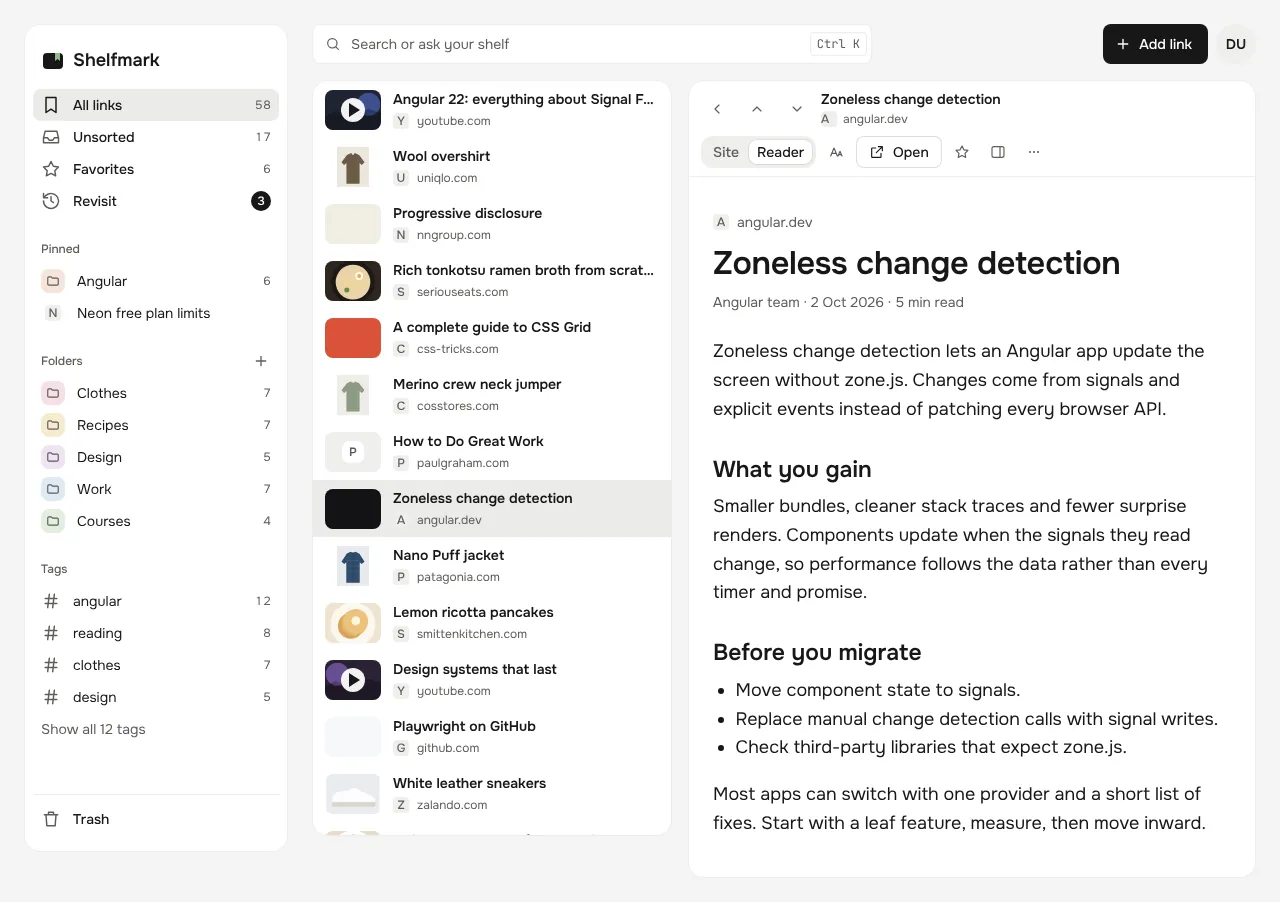 Shelfmark
All links 58
Unsorted 17
Favorites 6
Revisit 3
Pinned
Angular 6
N Neon free plan limits
Folders
Clothes 7
Recipes 7
Design 5
Work 7
Courses 4
Tags
# angular 12
# reading 8
# clothes 7
# design 5
Show all 12 tags
Trash
Search or ask your shelf Ctrl K
+ Add link
DU
Angular 22: everything about Signal F...
Y youtube.com
Wool overshirt
U uniqlo.com
Progressive disclosure
N nngroup.com
Rich tonkotsu ramen broth from scrat...
S seriouseats.com
A complete guide to CSS Grid
C css-tricks.com
Merino crew neck jumper
C cosstores.com
P
How to Do Great Work
P paulgraham.com
Zoneless change detection
A angular.dev
Nano Puff jacket
P patagonia.com
Lemon ricotta pancakes
S smittenkitchen.com
Design systems that last
Y youtube.com
Playwright on GitHub
G github.com
White leather sneakers
Z zalando.com
Zoneless change detection
A angular.dev
Site Reader AA Open
A angular.dev
Zoneless change detection
Angular team · 2 Oct 2026 · 5 min read
Zoneless change detection lets an Angular app update the
screen without zone.js. Changes come from signals and
explicit events instead of patching every browser API.
What you gain
Smaller bundles, cleaner stack traces and fewer surprise
renders. Components update when the signals they read
change, so performance follows the data rather than every
timer and promise.
Before you migrate
• Move component state to signals.
• Replace manual change detection calls with signal writes.
• Check third-party libraries that expect zone.js.
Most apps can switch with one provider and a short list of
fixes. Start with a leaf feature, measure, then move inward.